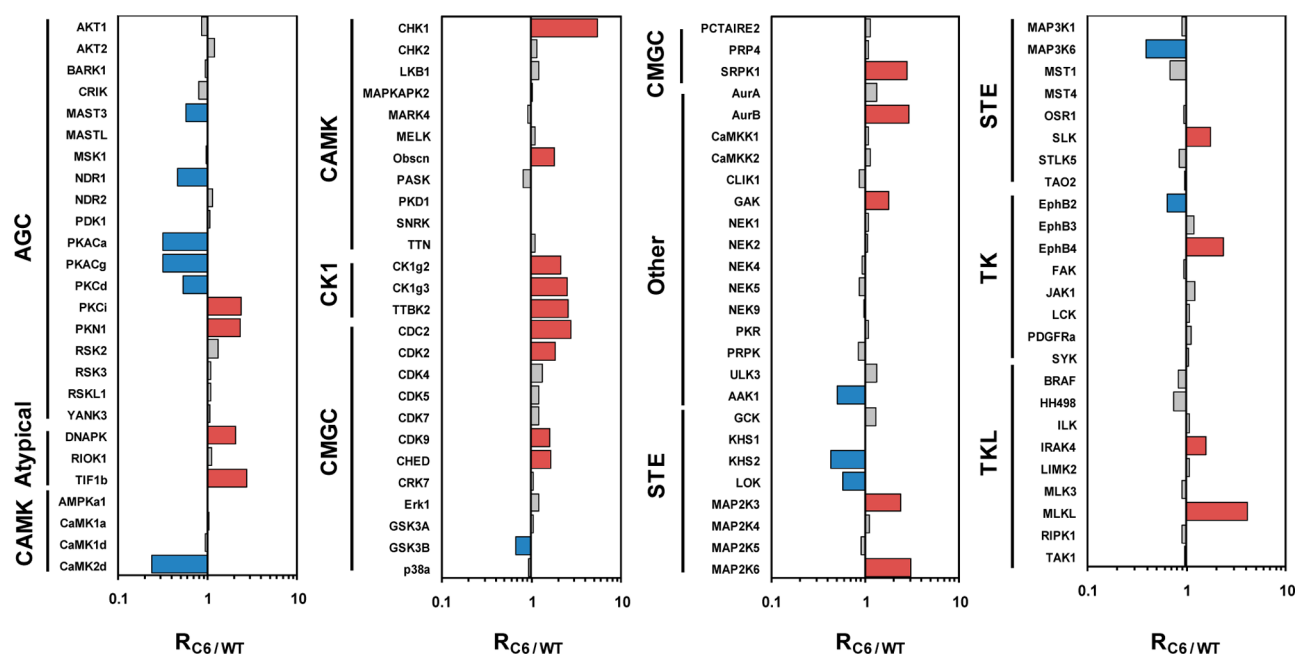 AGC
Atypical
CAMK
AKT1
AKT2
BARK1
CRIK
MAST3
MASTL
MSK1
NDR1
NDR2
PDK1
PKACa
PKACg
PKCd
PKCi
PKN1
RSK2
RSK3
RSKL1
YANK3
DNAPK
RIOK1
TIF1b
AMPKa1
CaMK1a
CaMK1d
CaMK2d
0.1 1 10
R C6 / WT
CAMK
CK1
CMGC
CHK1
CHK2
LKB1
MAPKAPK2
MARK4
MELK
Obscn
PASK
PKD1
SNRK
TTN
CK1g2
CK1g3
TTBK2
CDC2
CDK2
CDK4
CDK5
CDK7
CDK9
CHED
CRK7
Erk1
GSK3A
GSK3B
p38a
0.1 1 10
R C6 / WT
CMGC
Other
STE
PCTAIRE2
PRP4
SRPK1
AurA
AurB
CaMKK1
CaMKK2
CLIK1
GAK
NEK1
NEK2
NEK4
NEK5
NEK9
PKR
PRPK
ULK3
AAK1
GCK
KHS1
KHS2
LOK
MAP2K3
MAP2K4
MAP2K5
MAP2K6
0.1 1 10
R C6 / WT
STE
TK
TKL
MAP3K1
MAP3K6
MST1
MST4
OSR1
SLK
STLK5
TAO2
EphB2
EphB3
EphB4
FAK
JAK1
LCK
PDGFRa
SYK
BRAF
HH498
ILK
IRAK4
LIMK2
MLK3
MLKL
RIPK1
TAK1
0.1 1 10
R C6 / WT